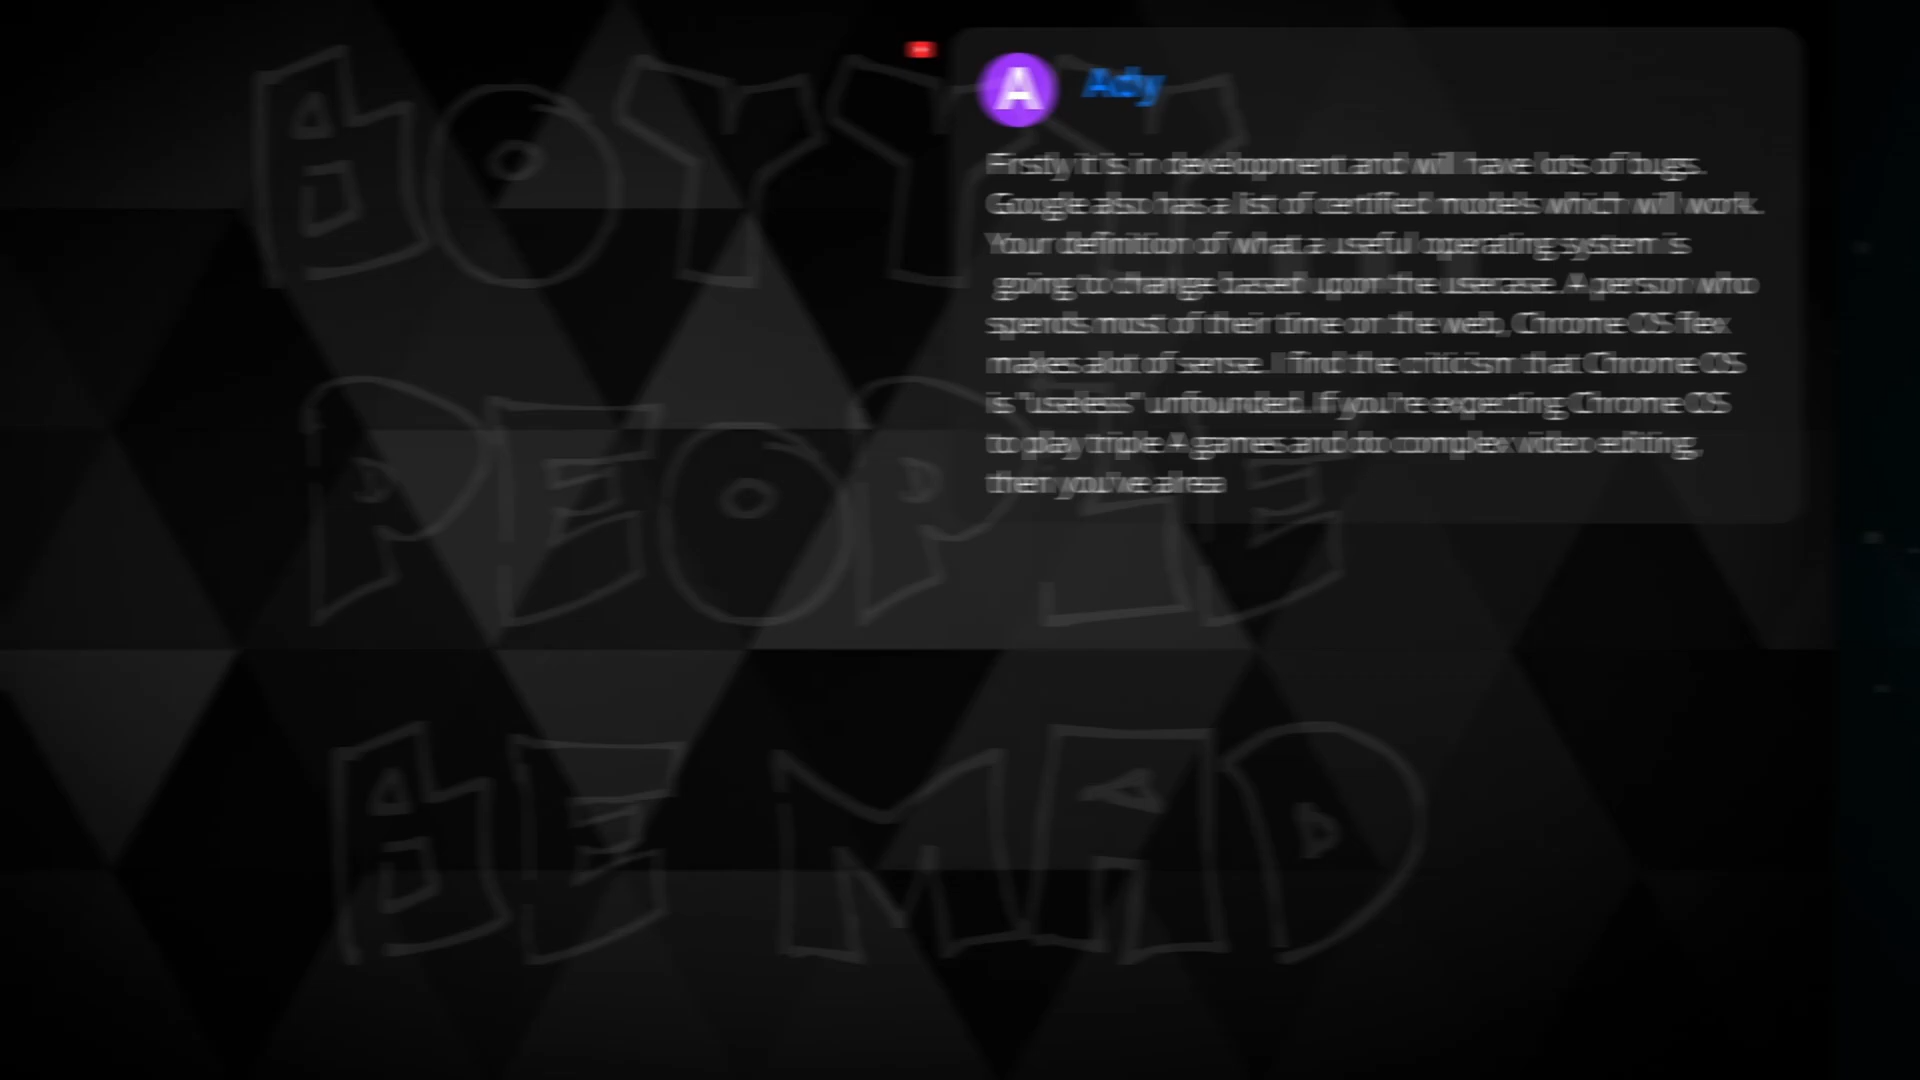 BOYYYY
PEOPLE
BE MAD
A
Ady
Firstly it's in development and will have lots of bugs.
Google also has a list of certified models which will work.
Your definition of what a useful operating system is
going to change based upon the usecase. A person who
spends most of their time on the web, Chrome OS flex
makes alot of sense. I find the criticism that Chrome OS
is "useless" unfounded. If you're expecting Chrome OS
to play triple A games and do complex video editing,
then you've